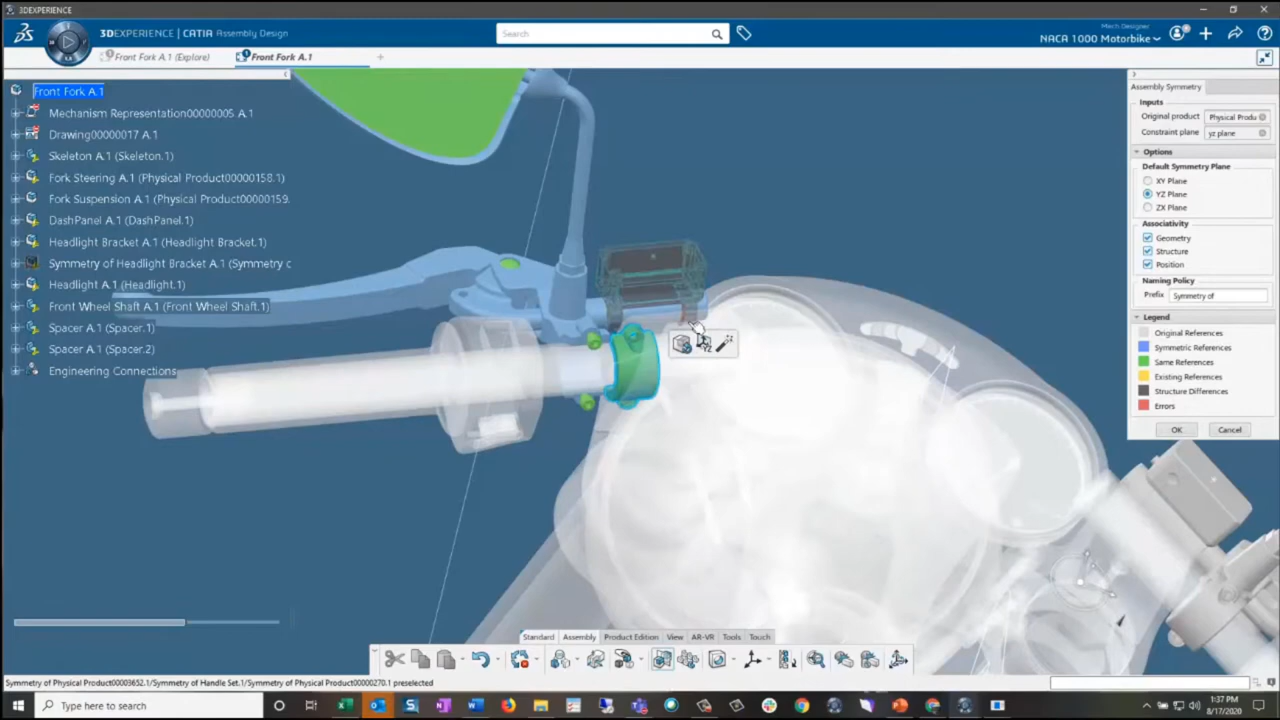 3DEXPERIENCE
3DEXPERIENCE | CATIA Assembly Design
Search
Mech Designer
NACA 1000 Motorbike
Front Fork A.1 (Explore)
Front Fork A.1
Front Fork A.1
Mechanism Representation00000005 A.1
Drawing00000017 A.1
Skeleton A.1 (Skeleton.1)
Fork Steering A.1 (Physical Product00000158.1)
Fork Suspension A.1 (Physical Product00000159.
DashPanel A.1 (DashPanel.1)
Headlight Bracket A.1 (Headlight Bracket.1)
Symmetry of Headlight Bracket A.1 (Symmetry c
Headlight A.1 (Headlight.1)
Front Wheel Shaft A.1 (Front Wheel Shaft.1)
Spacer A.1 (Spacer.1)
Spacer A.1 (Spacer.2)
Engineering Connections
Assembly Symmetry
Inputs
Original product Physical Produ
Constraint plane yz plane
Options
Default Symmetry Plane
XY Plane
YZ Plane
ZX Plane
Associativity
Geometry
Structure
Position
Naming Policy
Prefix Symmetry of
Legend
Original References
Symmetric References
Same References
Existing References
Structure Differences
Errors
OK Cancel
Standard Assembly Product Edition View AR-VR Tools Touch
Symmetry of Physical Product00003652.1/Symmetry of Handle Set.1/Symmetry of Physical Product00000270.1 preselected
Type here to search
1:37 PM
8/17/2020